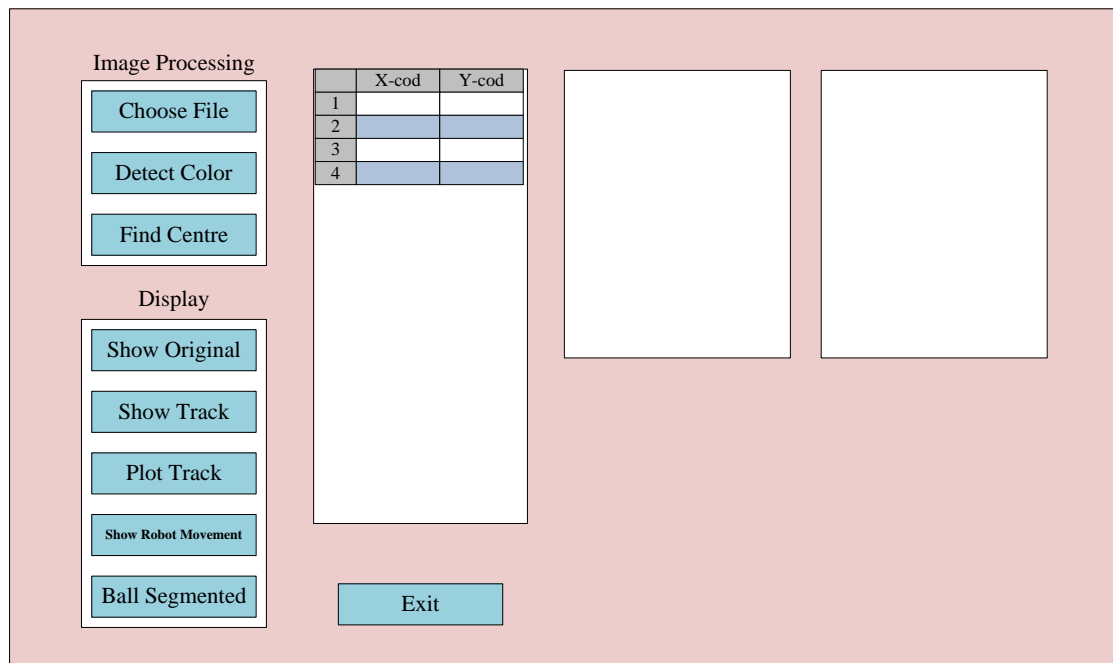 Image Processing
Choose File
Detect Color
Find Centre
Display
Show Original
Show Track
Plot Track
Show Robot Movement
Ball Segmented
X-cod Y-cod
1
2
3
4
Exit